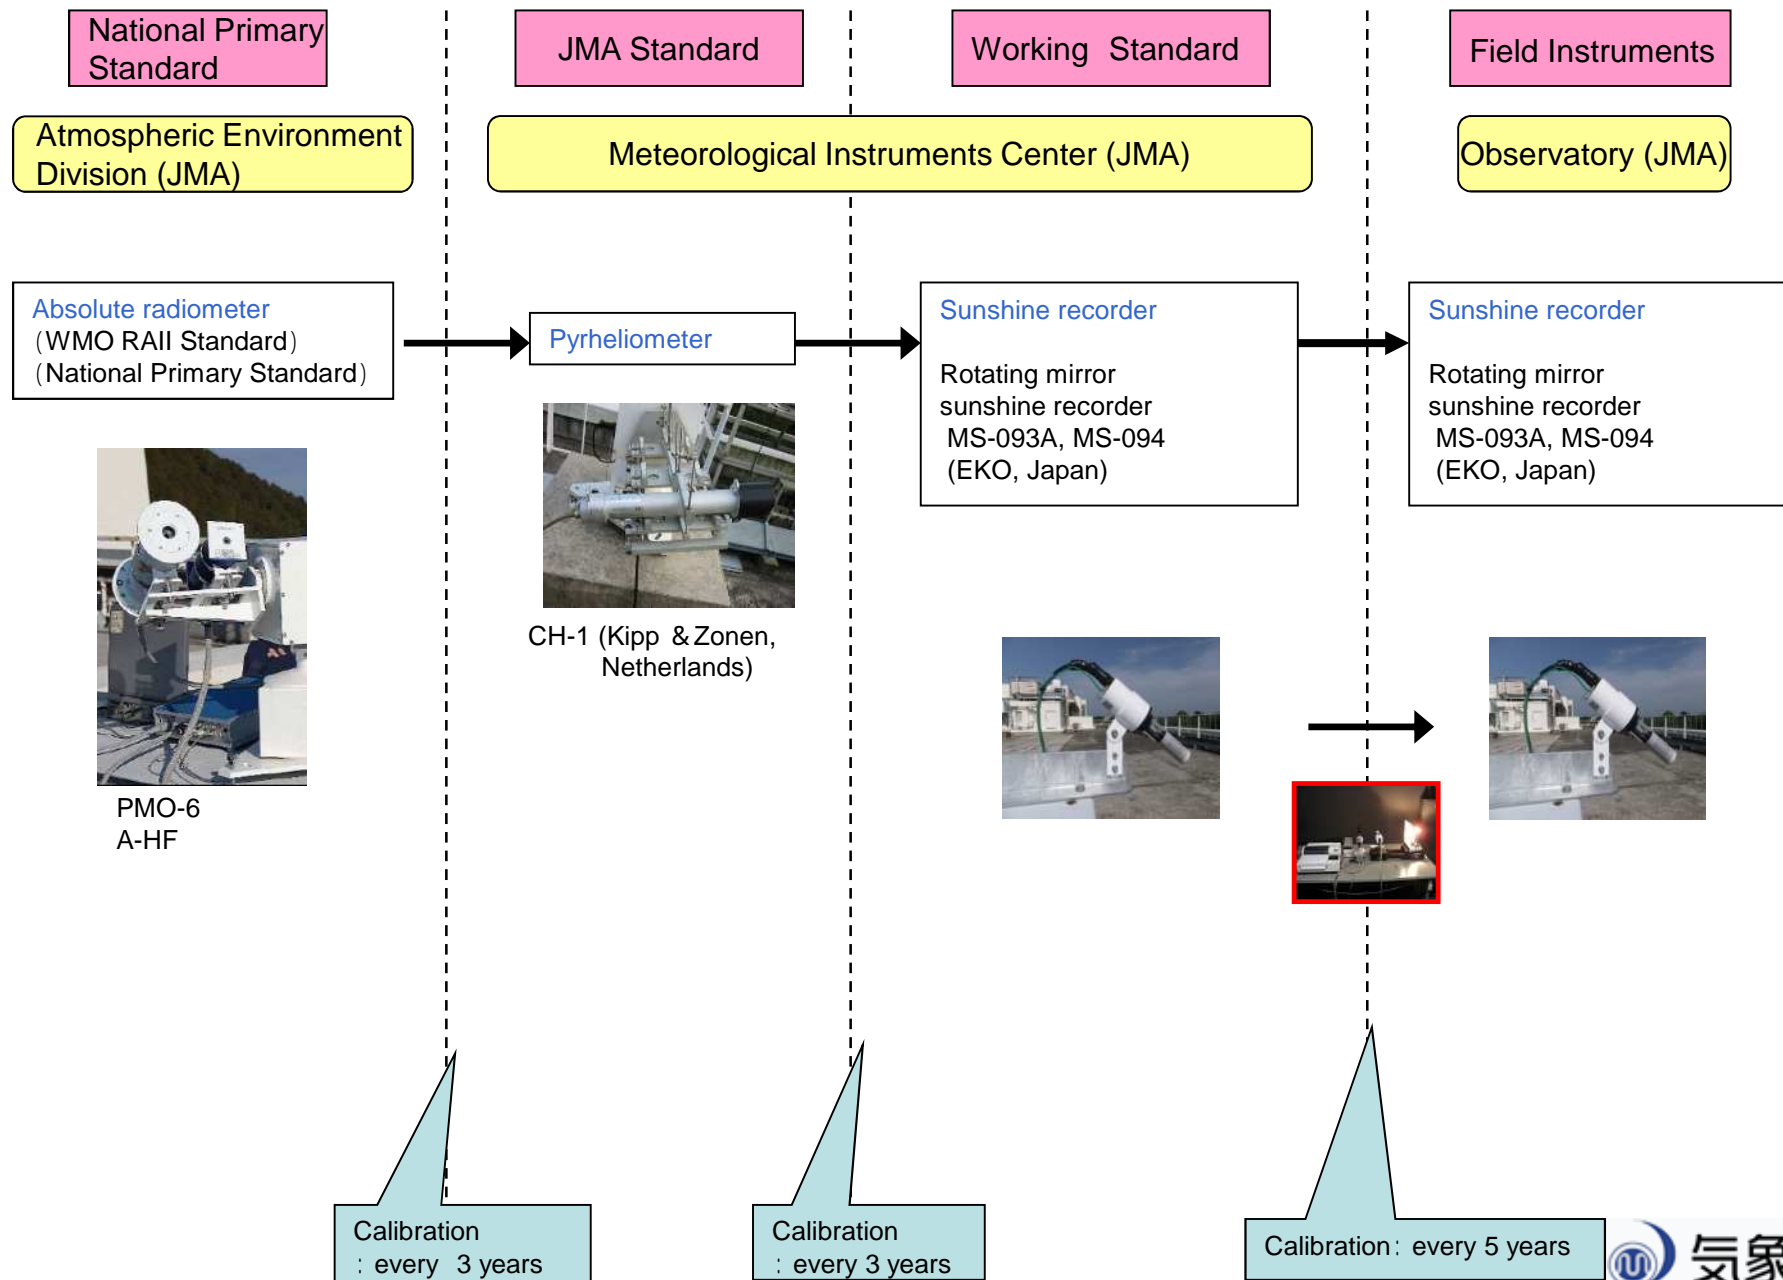 National Primary
Standard
JMA Standard
Working Standard
Field Instruments
Atmospheric Environment
Division (JMA)
Meteorological Instruments Center (JMA)
Observatory (JMA)
Absolute radiometer
(WMO RAII Standard)
(National Primary Standard)
Pyrheliometer
Sunshine recorder
Rotating mirror
sunshine recorder
MS-093A, MS-094
(EKO, Japan)
Sunshine recorder
Rotating mirror
sunshine recorder
MS-093A, MS-094
(EKO, Japan)
CH-1 (Kipp & Zonen,
Netherlands)
PMO-6
A-HF
Calibration
: every 3 years
Calibration
: every 3 years
Calibration: every 5 years
気象